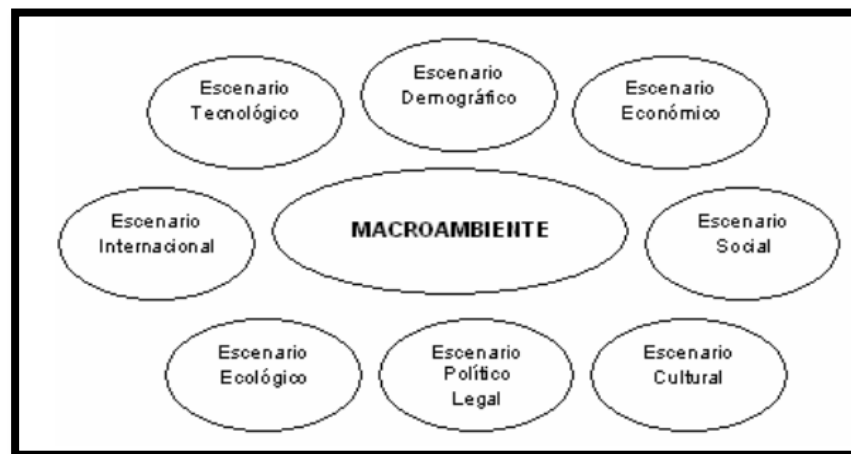 Escenario
Tecnológico
Escenario
Demográfico
Escenario
Económico
Escenario
Internacional
MACROAMBIENTE
Escenario
Social
Escenario
Ecológico
Escenario
Político
Legal
Escenario
Cultural